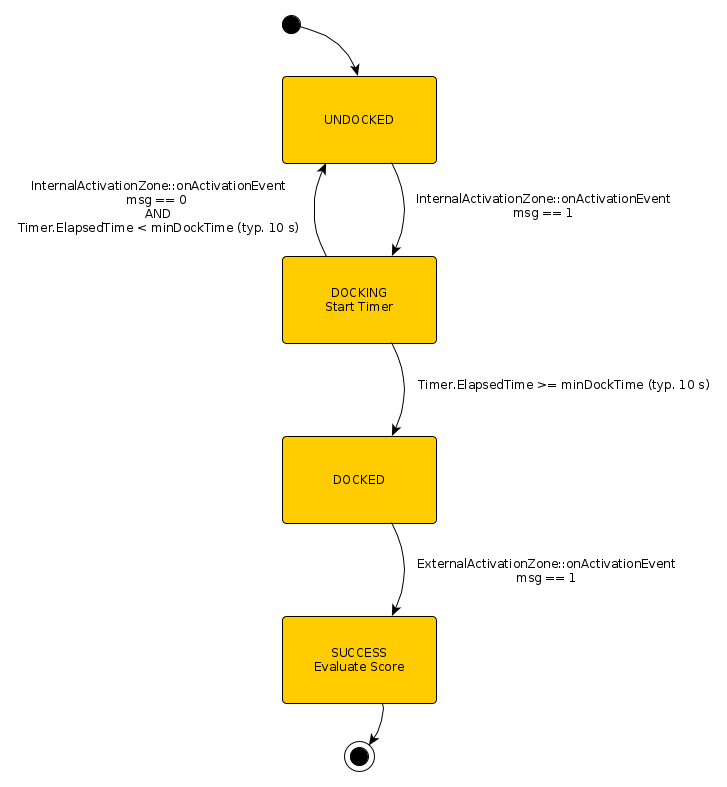 UNDOCKED
InternalActivationZone::onActivationEvent
msg == 0
AND
Timer.ElapsedTime < minDockTime (typ. 10 s)
InternalActivationZone::onActivationEvent
msg == 1
DOCKING
Start Timer
Timer.ElapsedTime >= minDockTime (typ. 10 s)
DOCKED
ExternalActivationZone::onActivationEvent
msg == 1
SUCCESS
Evaluate Score